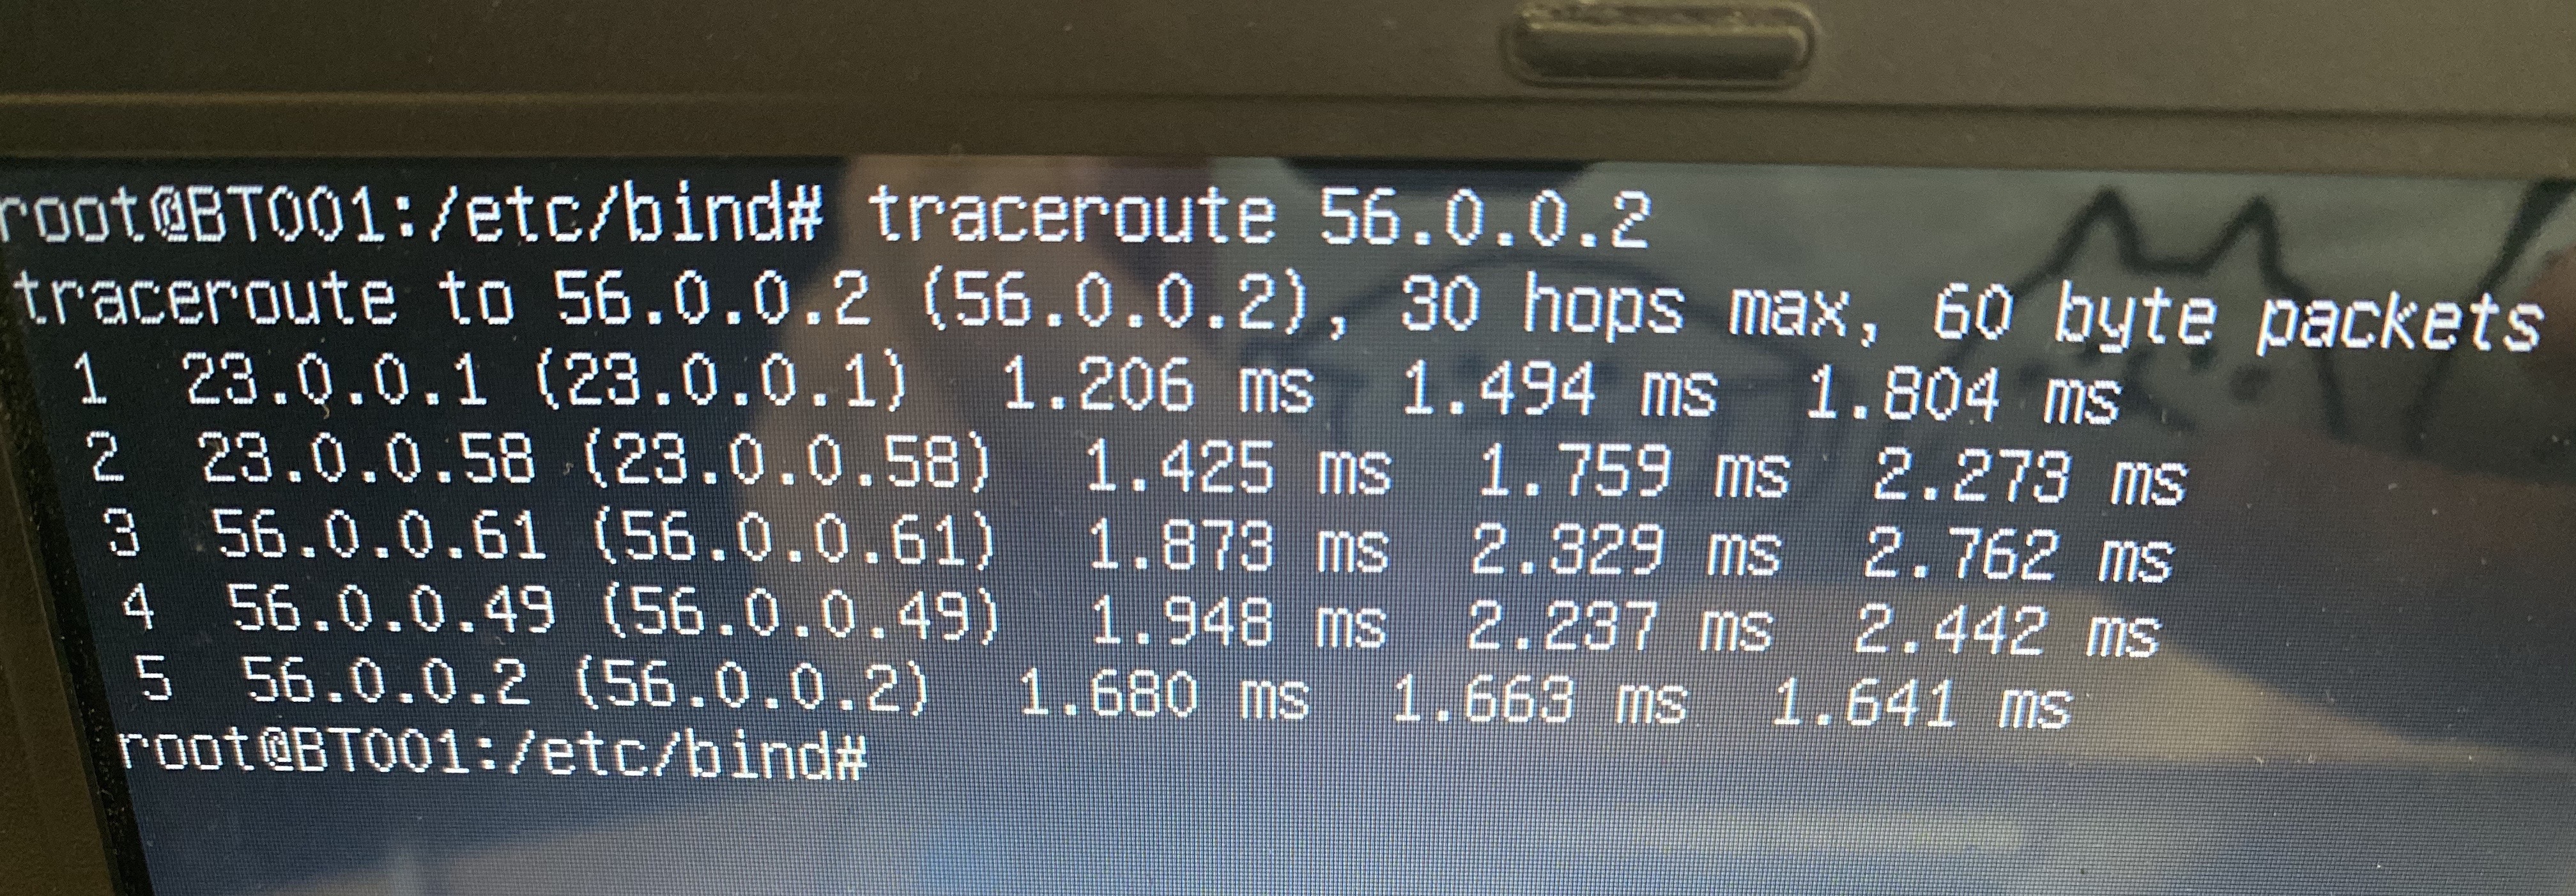 root@BT001:/etc/bind# traceroute 56.0.0.2
traceroute to 56.0.0.2 (56.0.0.2), 30 hops max, 60 byte packets
1 23.0.0.1 (23.0.0.1) 1.206 ms 1.494 ms 1.804 ms
2 23.0.0.58 (23.0.0.58) 1.425 ms 1.759 ms 2.273 ms
3 56.0.0.61 (56.0.0.61) 1.873 ms 2.329 ms 2.762 ms
4 56.0.0.49 (56.0.0.49) 1.948 ms 2.237 ms 2.442 ms
5 56.0.0.2 (56.0.0.2) 1.680 ms 1.663 ms 1.641 ms
root@BT001:/etc/bind#